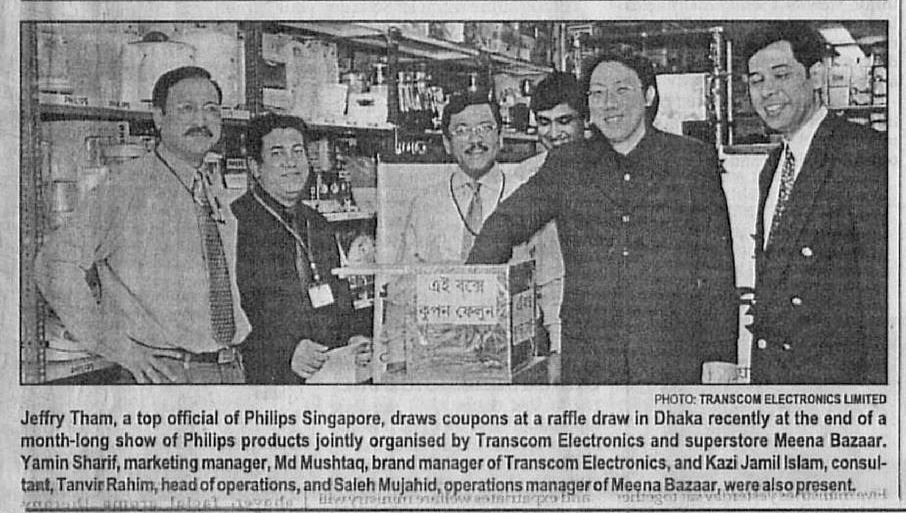 PHILIPS
এই বক্সে
কুপন ফেলুন
PHOTO: TRANSCOM ELECTRONICS LIMITED
Jeffry Tham, a top official of Philips Singapore, draws coupons at a raffle draw in Dhaka recently at the end of a
month-long show of Philips products jointly organised by Transcom Electronics and superstore Meena Bazaar.
Yamin Sharif, marketing manager, Md Mushtaq, brand manager of Transcom Electronics, and Kazi Jamil Islam, consul-
tant, Tanvir Rahim, head of operations, and Saleh Mujahid, operations manager of Meena Bazaar, were also present.